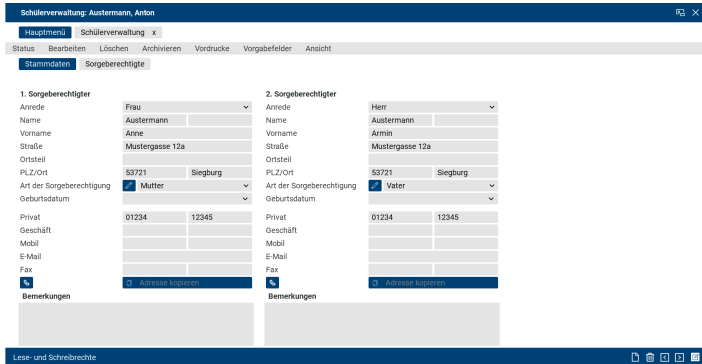 Schülerverwaltung: Austermann, Anton
Hauptmenü Schülerverwaltung x
Status Bearbeiten Löschen Archivieren Vordrucke Vorgabefelder Ansicht
Stammdaten Sorgeberechtigte
1. Sorgeberechtigter 2. Sorgeberechtigter
Anrede Frau Anrede Herr
Name Austermann Name Austermann
Vorname Anne Vorname Armin
Straße Mustergasse 12a Straße Mustergasse 12a
Ortsteil Ortsteil
PLZ/Ort 53721 Siegburg PLZ/Ort 53721 Siegburg
Art der Sorgeberechtigung Mutter Art der Sorgeberechtigung Vater
Geburtsdatum Geburtsdatum
Privat 01234 12345 Privat 01234 12345
Geschäft Geschäft
Mobil Mobil
E-Mail E-Mail
Fax Fax
Adresse kopieren Adresse kopieren
Bemerkungen Bemerkungen
Lese- und Schreibrechte